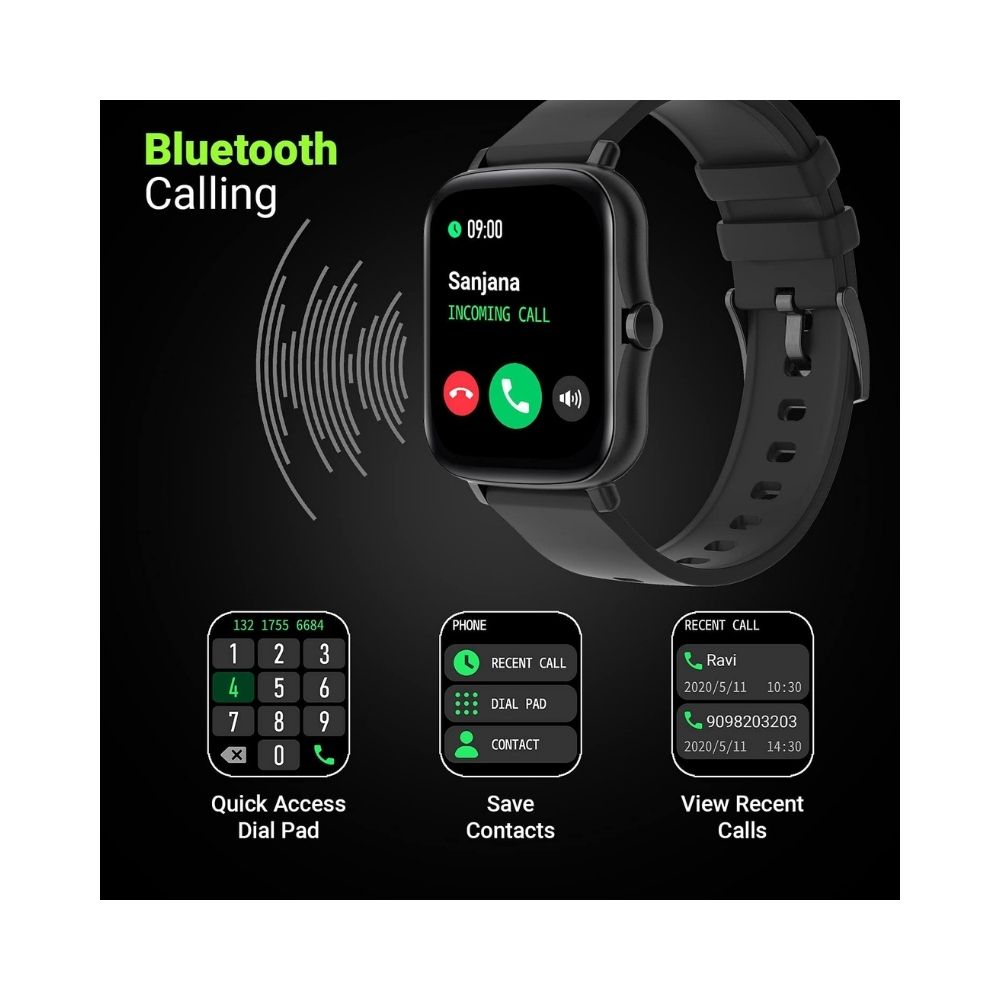 Bluetooth
Calling
09:00
Sanjana
INCOMING CALL
132 1755 6684
1 2 3
4 5 6
7 8 9
0
Quick Access
Dial Pad
PHONE
RECENT CALL
DIAL PAD
CONTACT
Save
Contacts
RECENT CALL
Ravi
2020/5/11 10:30
9098203203
2020/5/11 14:30
View Recent
Calls